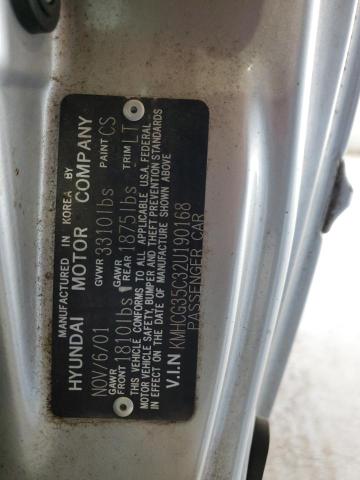 MANUFACTURED IN KOREA BY
HYUNDAI MOTOR COMPANY
NOV/6/01 GVWR 3310lbs PAINT CS
GAWR FRONT 1810lbs GAWR REAR 1875lbs TRIM LT
THIS VEHICLE CONFORMS TO ALL APPLICABLE U.S.A. FEDERAL
MOTOR VEHICLE SAFETY, BUMPER AND THEFT PREVENTION STANDARDS
IN EFFECT ON THE DATE OF MANUFACTURE SHOWN ABOVE
V.I.N KMHCG35C32U190168
PASSENGER CAR